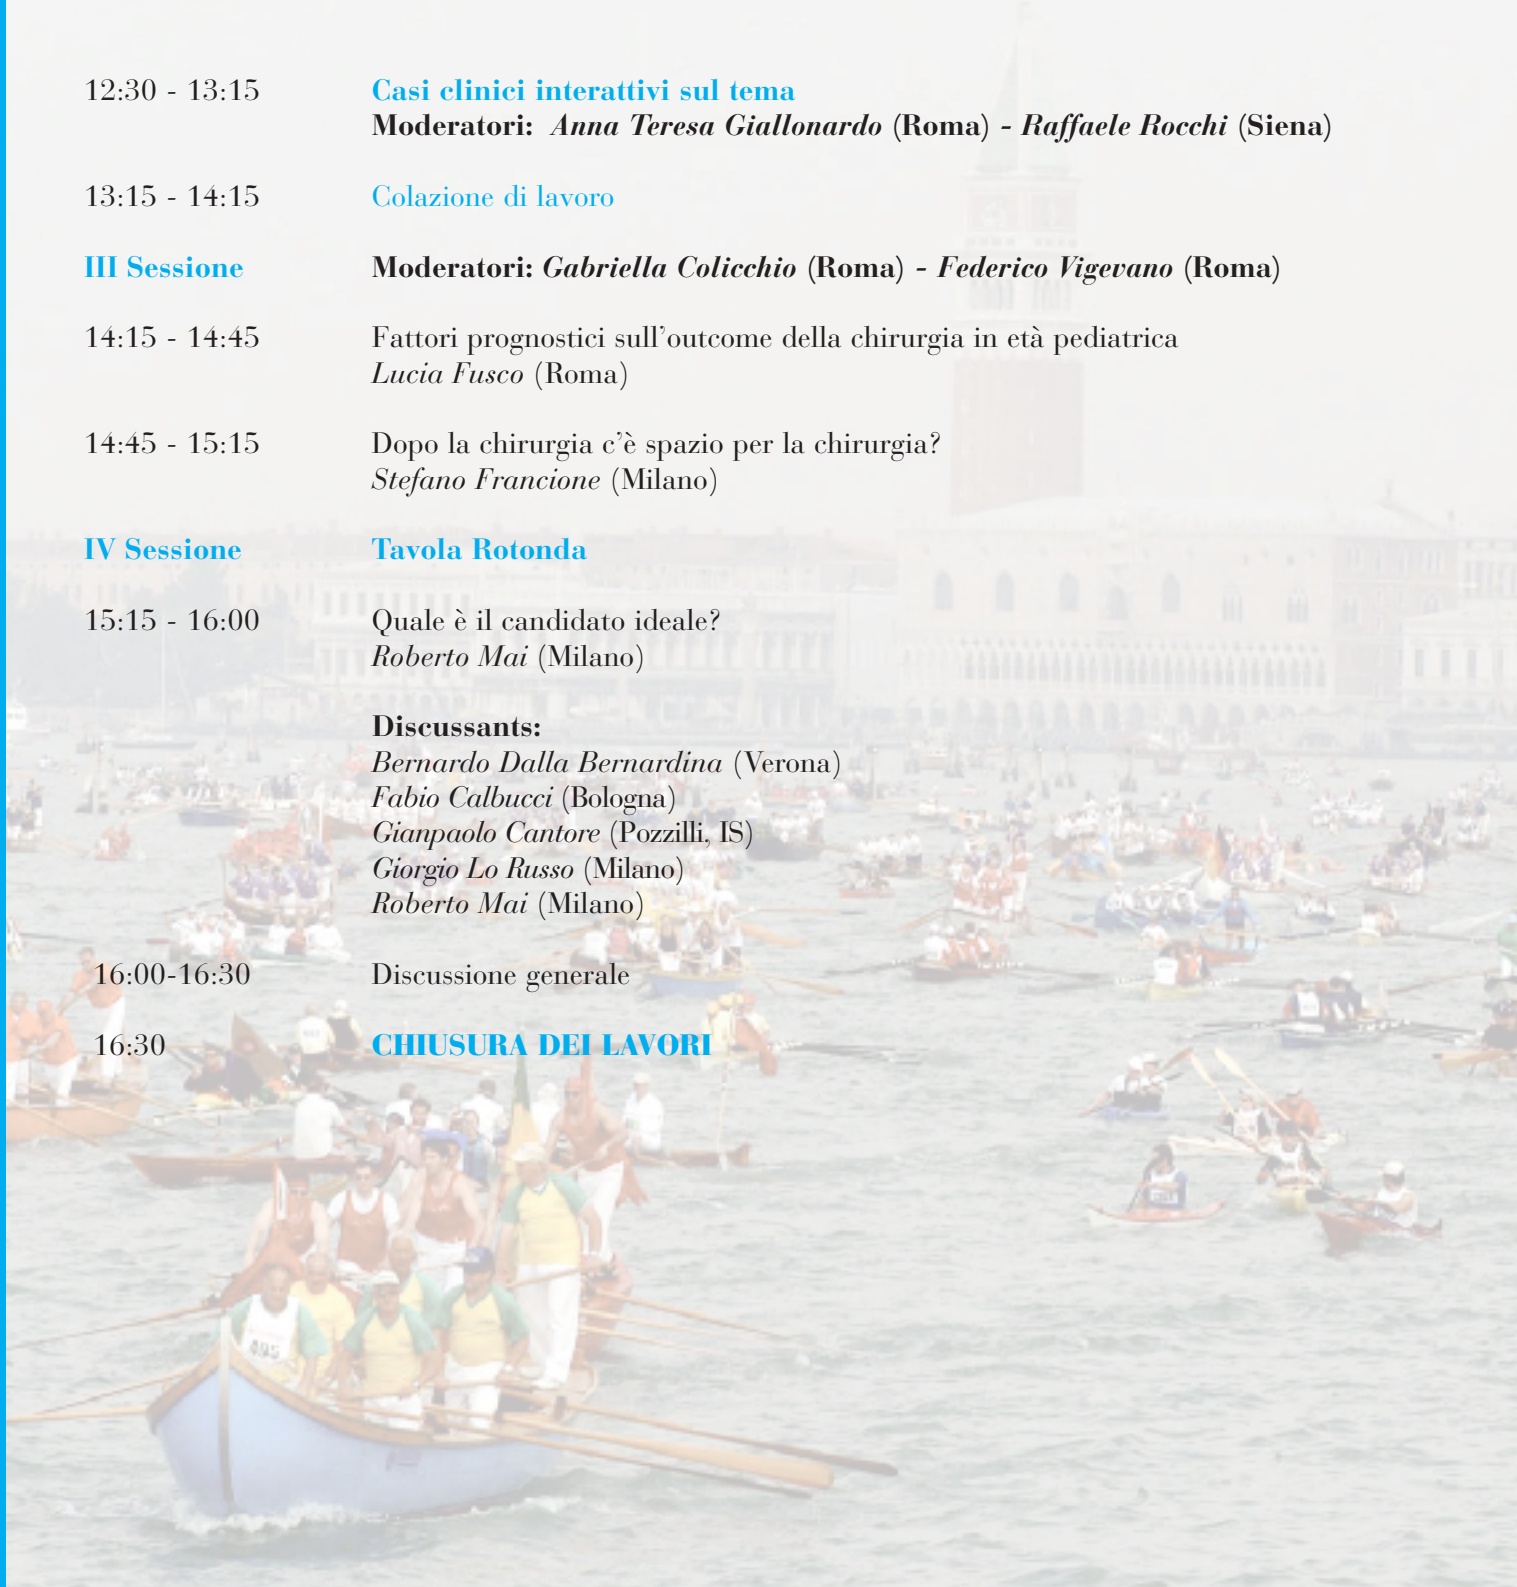 12:30 - 13:15 Casi clinici interattivi sul tema
Moderatori: Anna Teresa Giallonardo (Roma) - Raffaele Rocchi (Siena)
13:15 - 14:15 Colazione di lavoro
III Sessione Moderatori: Gabriella Colicchio (Roma) - Federico Vigevano (Roma)
14:15 - 14:45 Fattori prognostici sull'outcome della chirurgia in età pediatrica
Lucia Fusco (Roma)
14:45 - 15:15 Dopo la chirurgia c'è spazio per la chirurgia?
Stefano Francione (Milano)
IV Sessione Tavola Rotonda
15:15 - 16:00 Quale è il candidato ideale?
Roberto Mai (Milano)
Discussants:
Bernardo Dalla Bernardina (Verona)
Fabio Calbucci (Bologna)
Gianpaolo Cantore (Pozzilli, IS)
Giorgio Lo Russo (Milano)
Roberto Mai (Milano)
16:00-16:30 Discussione generale
16:30 CHIUSURA DEI LAVORI
495